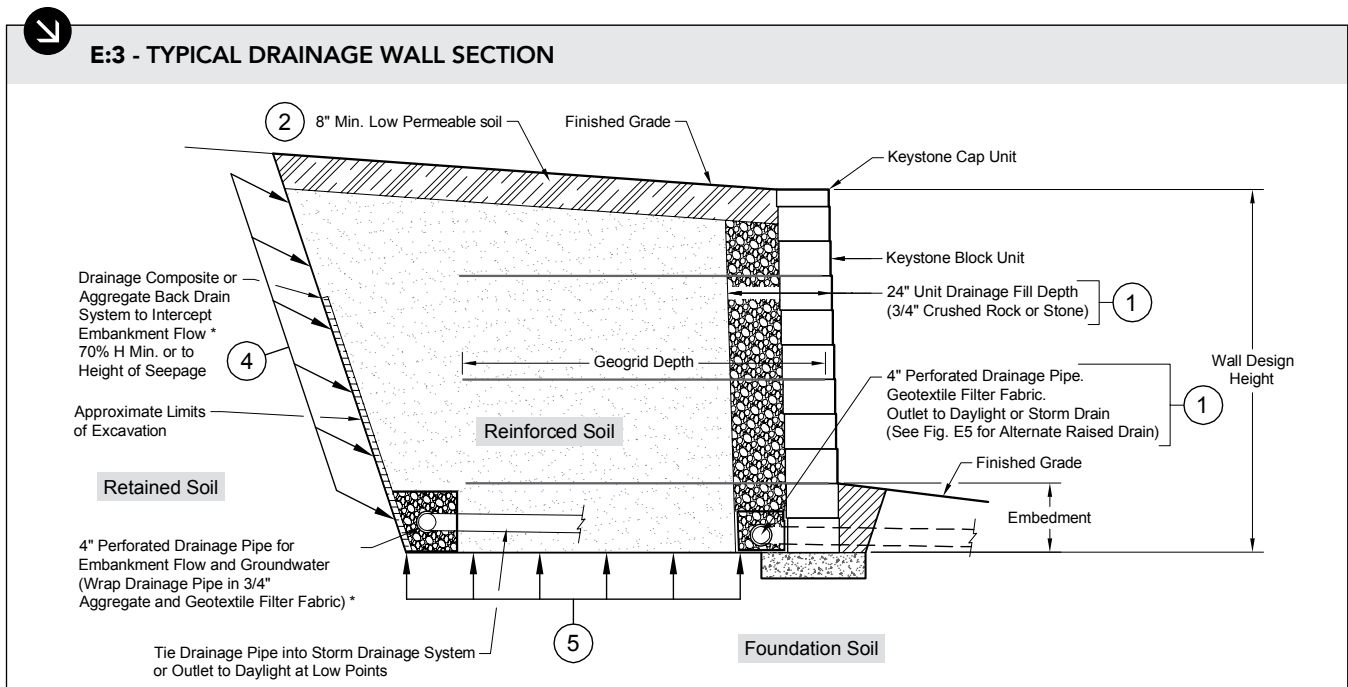 E:3 - TYPICAL DRAINAGE WALL SECTION
2
8" Min. Low Permeable soil
Finished Grade
Keystone Cap Unit
Keystone Block Unit
24" Unit Drainage Fill Depth
(3/4" Crushed Rock or Stone)
1
Wall Design
Height
Drainage Composite or
Aggregate Back Drain
System to Intercept
Embankment Flow *
70% H Min. or to
Height of Seepage
4
Geogrid Depth
4" Perforated Drainage Pipe.
Geotextile Filter Fabric.
Outlet to Daylight or Storm Drain
(See Fig. E5 for Alternate Raised Drain)
1
Approximate Limits
of Excavation
Reinforced Soil
Finished Grade
Retained Soil
Embedment
4" Perforated Drainage Pipe for
Embankment Flow and Groundwater
(Wrap Drainage Pipe in 3/4"
Aggregate and Geotextile Filter Fabric) *
5
Tie Drainage Pipe into Storm Drainage System
or Outlet to Daylight at Low Points
Foundation Soil